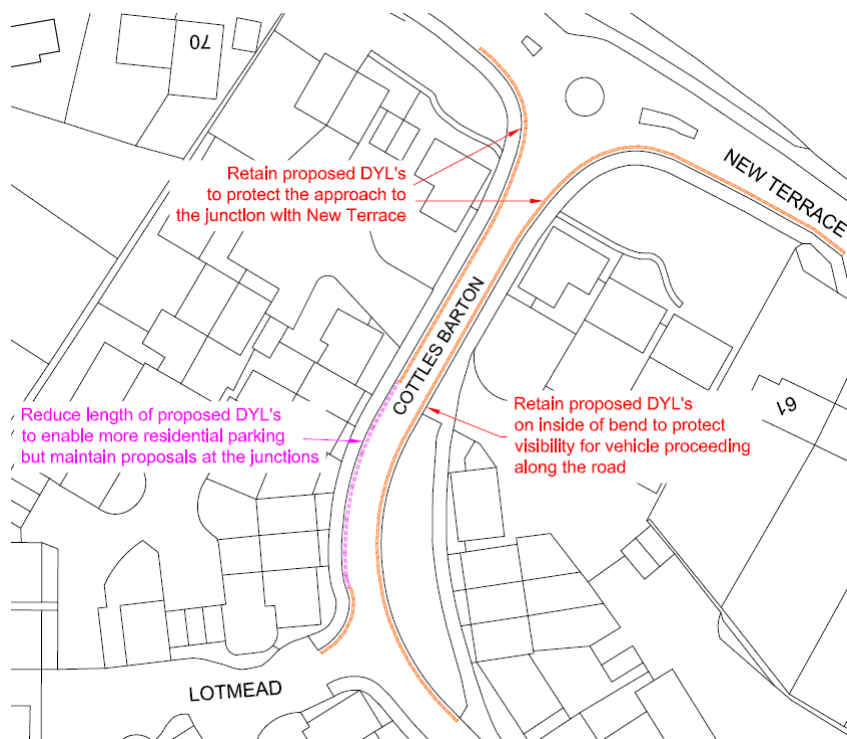 70
Retain proposed DYL's
to protect the approach to
the junction with New Terrace
NEW TERRACE
COTTLES BARTON
Reduce length of proposed DYL's
to enable more residential parking
but maintain proposals at the junctions
Retain proposed DYL's
on inside of bend to protect
visibility for vehicle proceeding
along the road
61
LOTMEAD